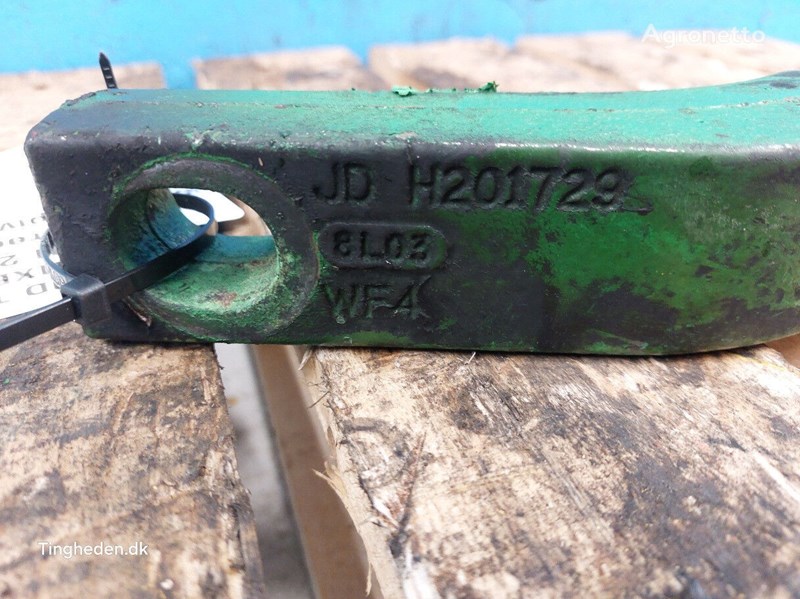 Agronetto
JD H201729
8L03
WF4
Tingheden.dk